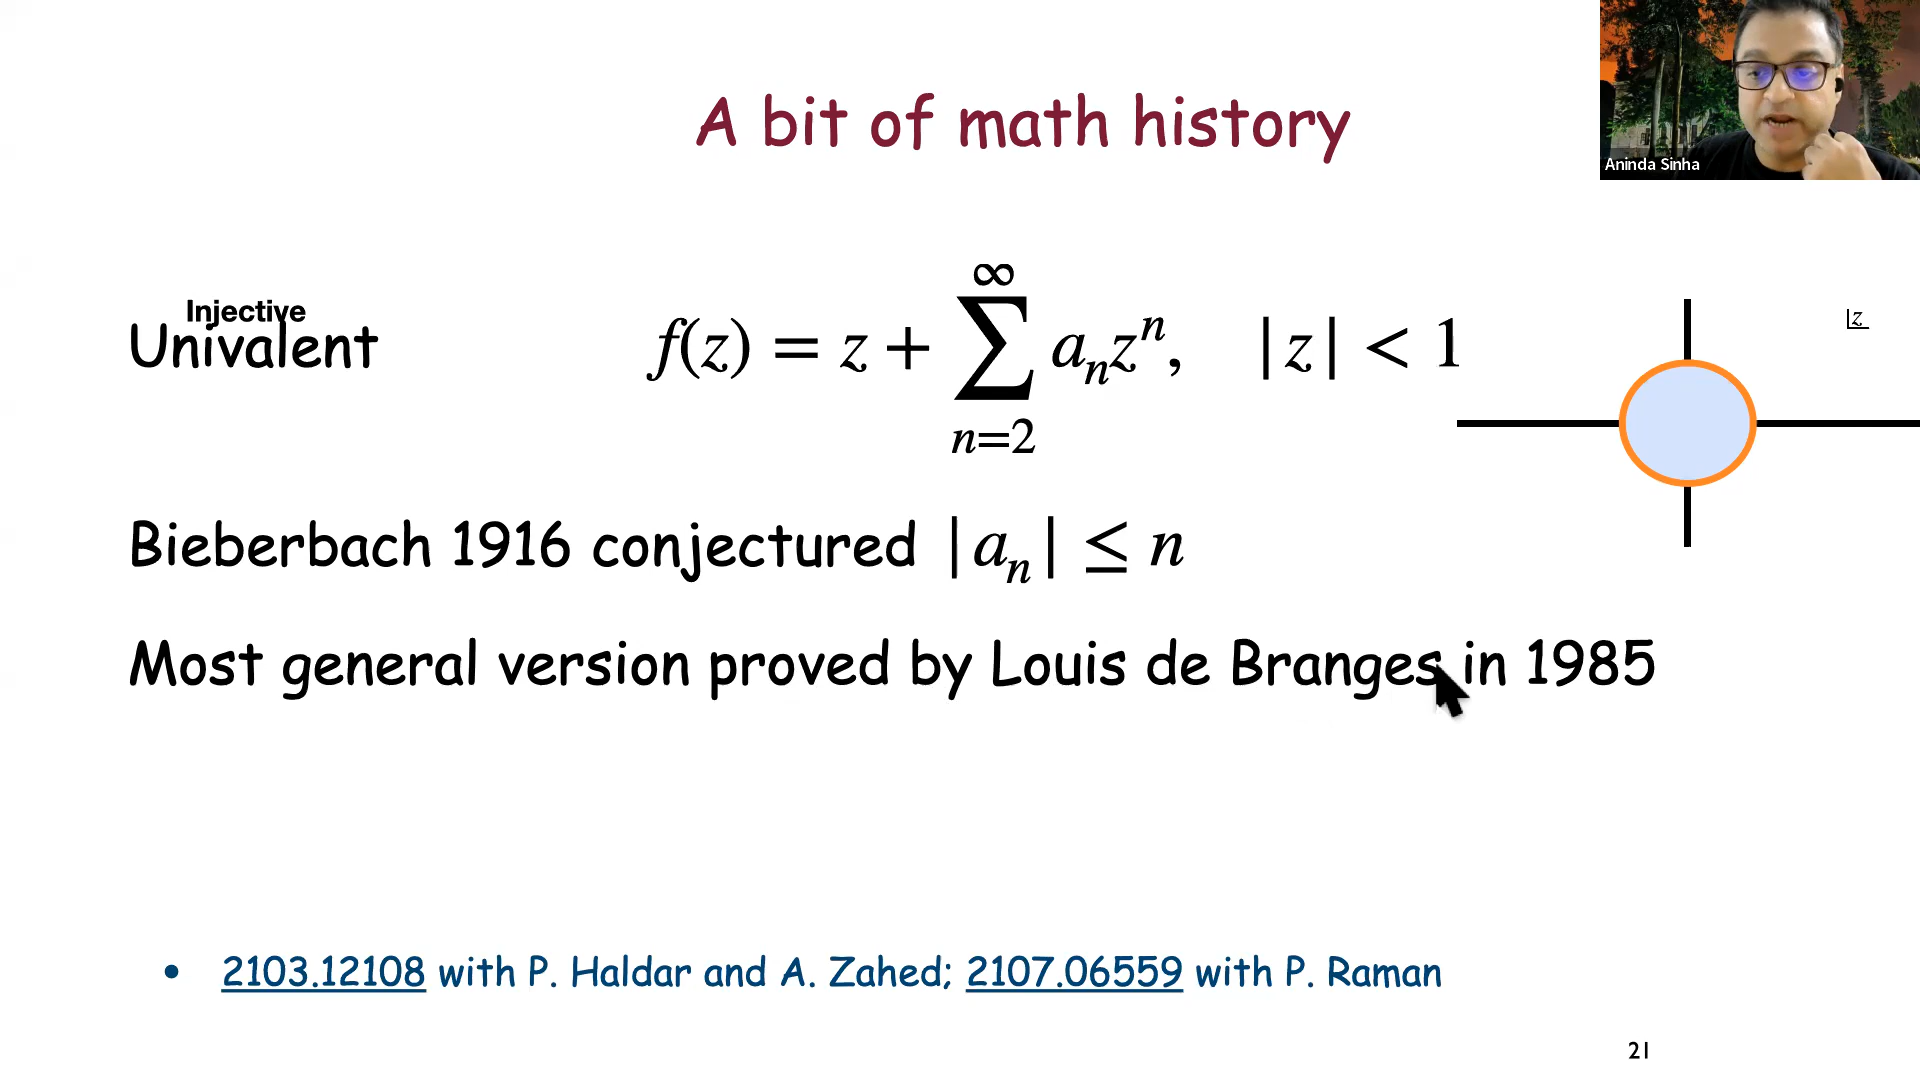 A bit of math history
Aninda Sinha
Injective
Univalent
f(z) = z + ∑_{n=2}^{∞} a_n z^n, |z| < 1
z
Bieberbach 1916 conjectured |a_n| ≤ n
Most general version proved by Louis de Branges in 1985
• 2103.12108 with P. Haldar and A. Zahed; 2107.06559 with P. Raman
21